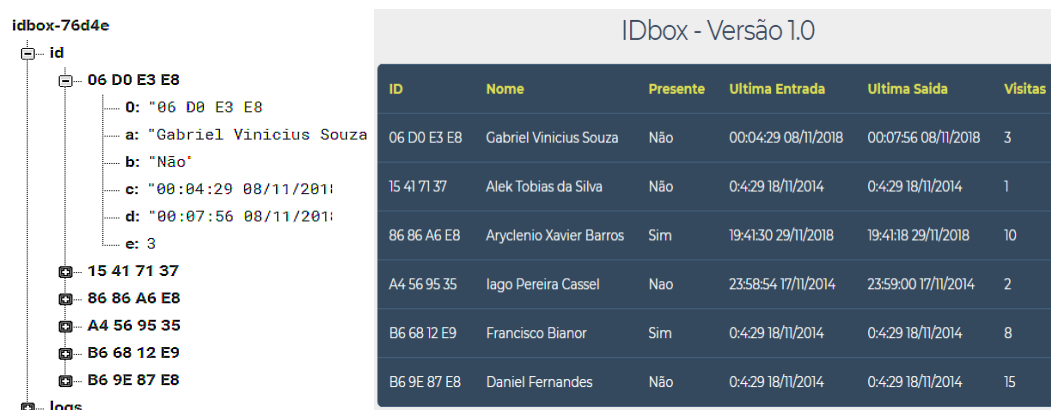 idbox-76d4e
id
06 D0 E3 E8
0: "06 D0 E3 E8
a: "Gabriel Vinicius Souza
b: "Não"
c: "00:04:29 08/11/2018
d: "00:07:56 08/11/2018
e: 3
15 41 71 37
86 86 A6 E8
A4 56 95 35
B6 68 12 E9
B6 9E 87 E8
logs
IDbox - Versão 1.0
ID Nome Presente Ultima Entrada Ultima Saida Visitas
06 D0 E3 E8 Gabriel Vinicius Souza Não 00:04:29 08/11/2018 00:07:56 08/11/2018 3
15 41 71 37 Alek Tobias da Silva Não 0:4:29 18/11/2014 0:4:29 18/11/2014 1
86 86 A6 E8 Aryclenio Xavier Barros Sim 19:41:30 29/11/2018 19:41:18 29/11/2018 10
A4 56 95 35 Iago Pereira Cassel Nao 23:58:54 17/11/2014 23:59:00 17/11/2014 2
B6 68 12 E9 Francisco Bianor Sim 0:4:29 18/11/2014 0:4:29 18/11/2014 8
B6 9E 87 E8 Daniel Fernandes Não 0:4:29 18/11/2014 0:4:29 18/11/2014 15